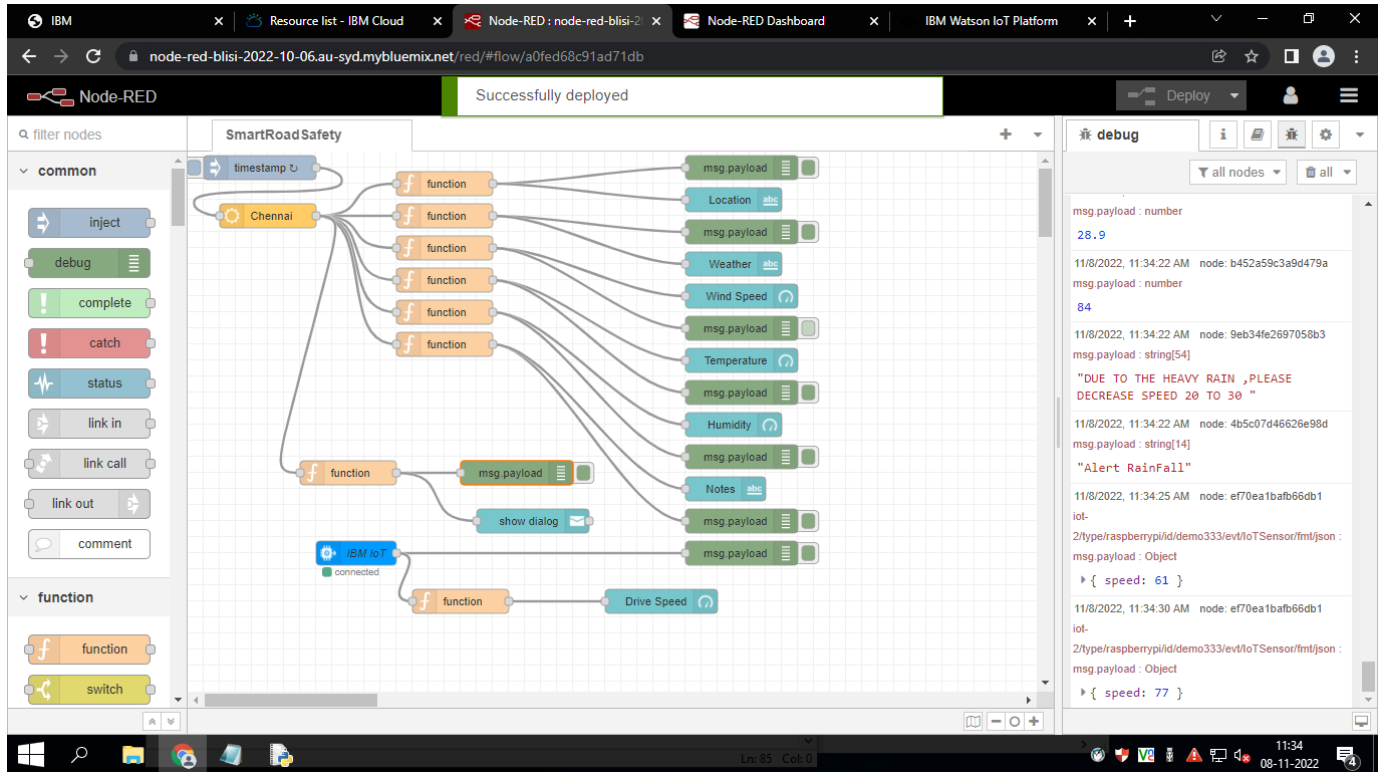 IBM
Resource list - IBM Cloud
Node-RED : node-red-blisi-2
Node-RED Dashboard
IBM Watson IoT Platform
node-red-blisi-2022-10-06.au-syd.mybluemix.net/red/#flow/a0fed68c91ad71db
Node-RED
Successfully deployed
Deploy
filter nodes
common
inject
debug
complete
catch
status
link in
link call
link out
comment
function
function
switch
SmartRoadSafety
timestamp ↻
Chennai
function
function
function
function
function
function
msg.payload
Location abc
msg.payload
Weather abc
Wind Speed
msg.payload
Temperature
msg.payload
Humidity
msg.payload
Notes abc
msg.payload
function
msg.payload
show dialog
IBM IoT
connected
msg.payload
function
Drive Speed
debug
i
all nodes
all
msg.payload : number
28.9
11/8/2022, 11:34:22 AM node: b452a59c3a9d479a
msg.payload : number
84
11/8/2022, 11:34:22 AM node: 9eb34fe2697058b3
msg.payload : string[54]
"DUE TO THE HEAVY RAIN ,PLEASE
DECREASE SPEED 20 TO 30 "
11/8/2022, 11:34:22 AM node: 4b5c07d46626e98d
msg.payload : string[14]
"Alert RainFall"
11/8/2022, 11:34:25 AM node: ef70ea1bafb66db1
iot-
2/type/raspberrypi/id/demo333/evt/IoTSensor/fmt/json :
msg.payload : Object
{ speed: 61 }
11/8/2022, 11:34:30 AM node: ef70ea1bafb66db1
iot-
2/type/raspberrypi/id/demo333/evt/IoTSensor/fmt/json :
msg.payload : Object
{ speed: 77 }
Ln: 85 Col: 0
11:34
08-11-2022
4